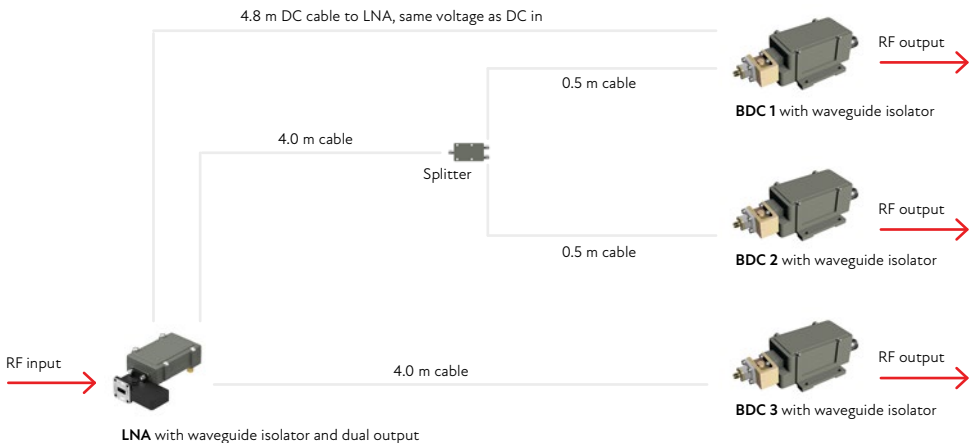 4.8 m DC cable to LNA, same voltage as DC in
RF output
0.5 m cable
BDC 1 with waveguide isolator
4.0 m cable
Splitter
RF output
0.5 m cable
BDC 2 with waveguide isolator
RF input
RF output
4.0 m cable
BDC 3 with waveguide isolator
LNA with waveguide isolator and dual output